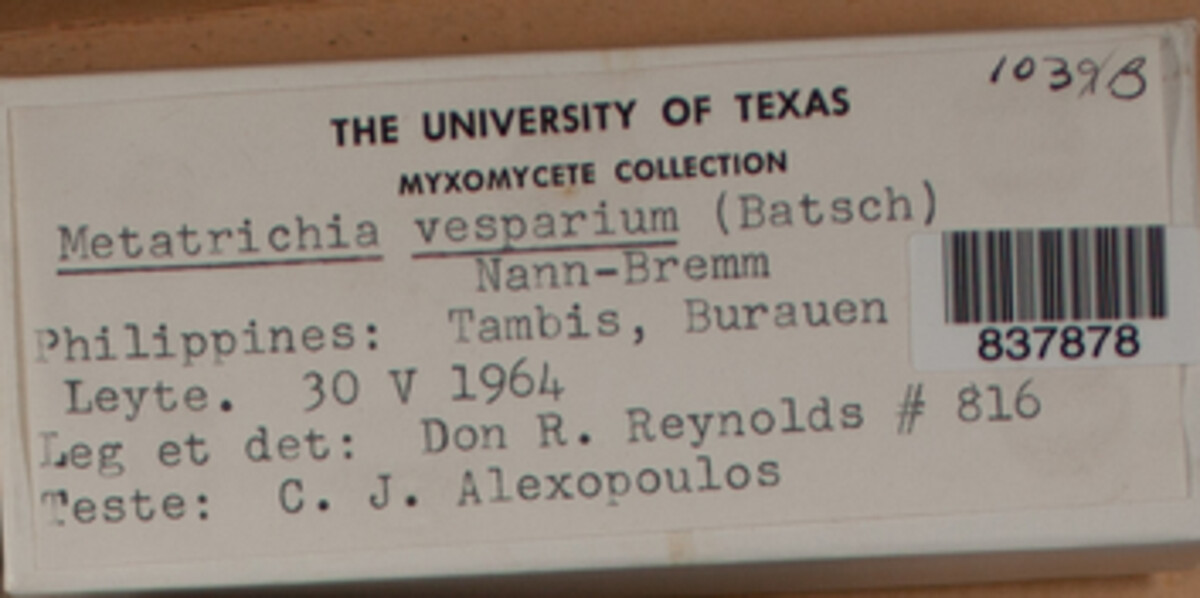 1039B
THE UNIVERSITY OF TEXAS
MYXOMYCETE COLLECTION
Metatrichia vesparium (Batsch)
Nann-Bremm
Philippines: Tambis, Burauen
837878
Leyte. 30 V 1964
Leg et det: Don R. Reynolds # 816
Teste: C. J. Alexopoulos